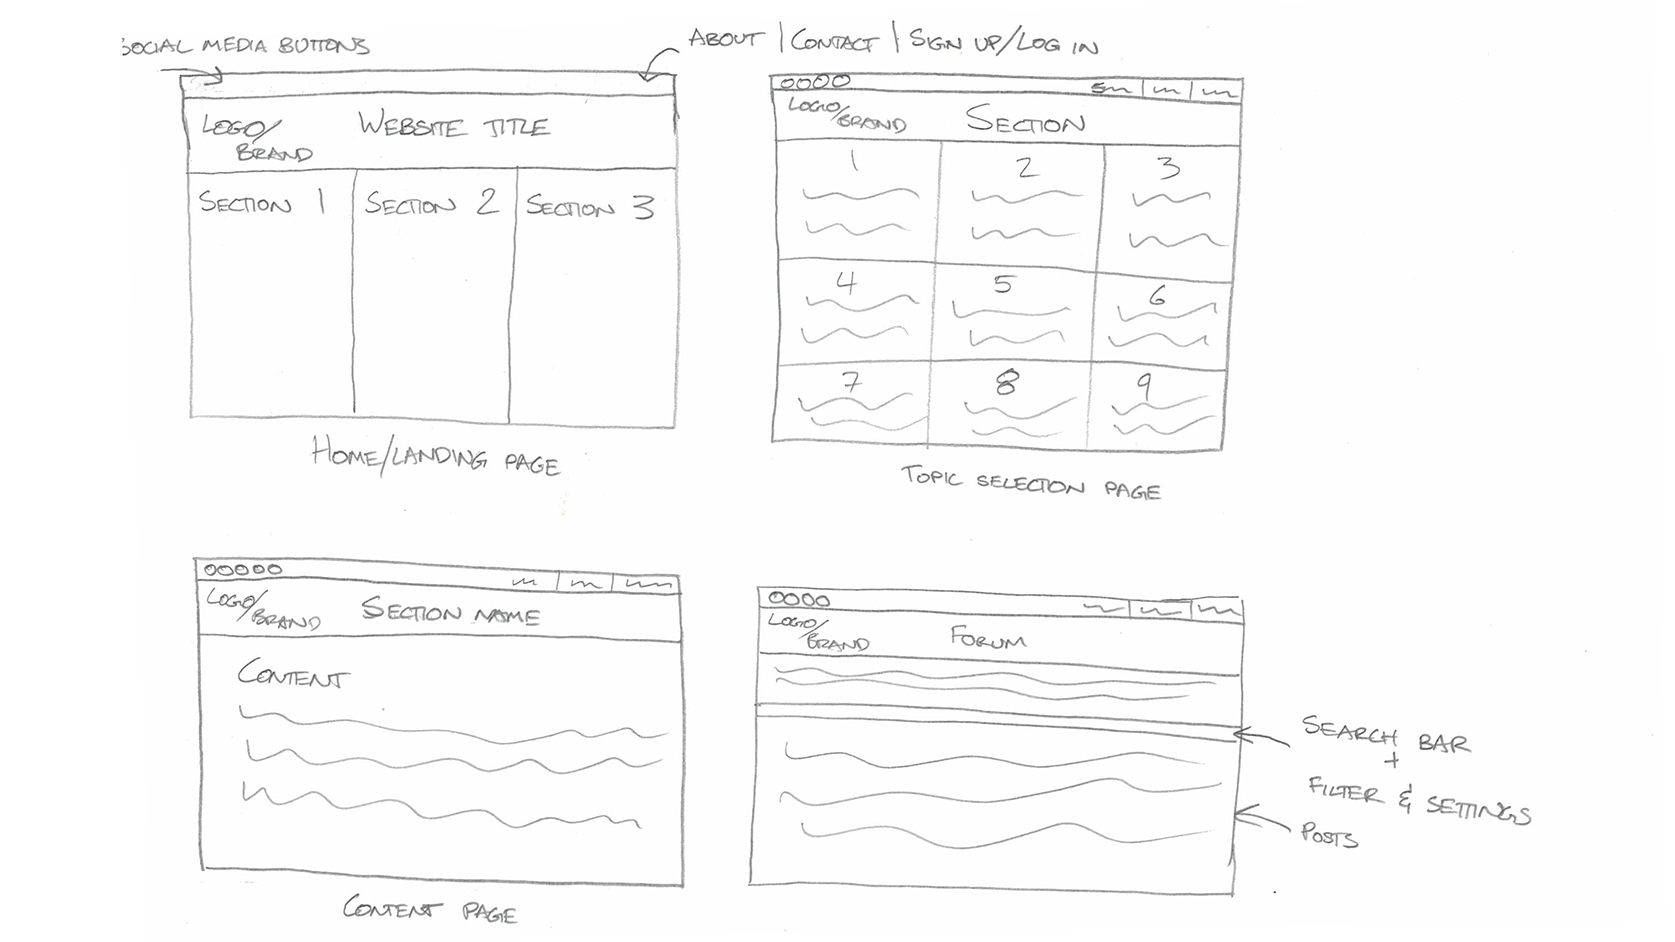 SOCIAL MEDIA BUTTONS
ABOUT | CONTACT | SIGN UP/LOG IN
LOGO/
BRAND
WEBSITE TITLE
SECTION 1
SECTION 2
SECTION 3
HOME/LANDING PAGE
LOGO/
BRAND
SECTION
1
2
3
4
5
6
7
8
9
TOPIC SELECTION PAGE
LOGO/
BRAND
SECTION NAME
CONTENT
CONTENT PAGE
LOGO/
BRAND
FORUM
SEARCH BAR
+
FILTER & SETTINGS
POSTS